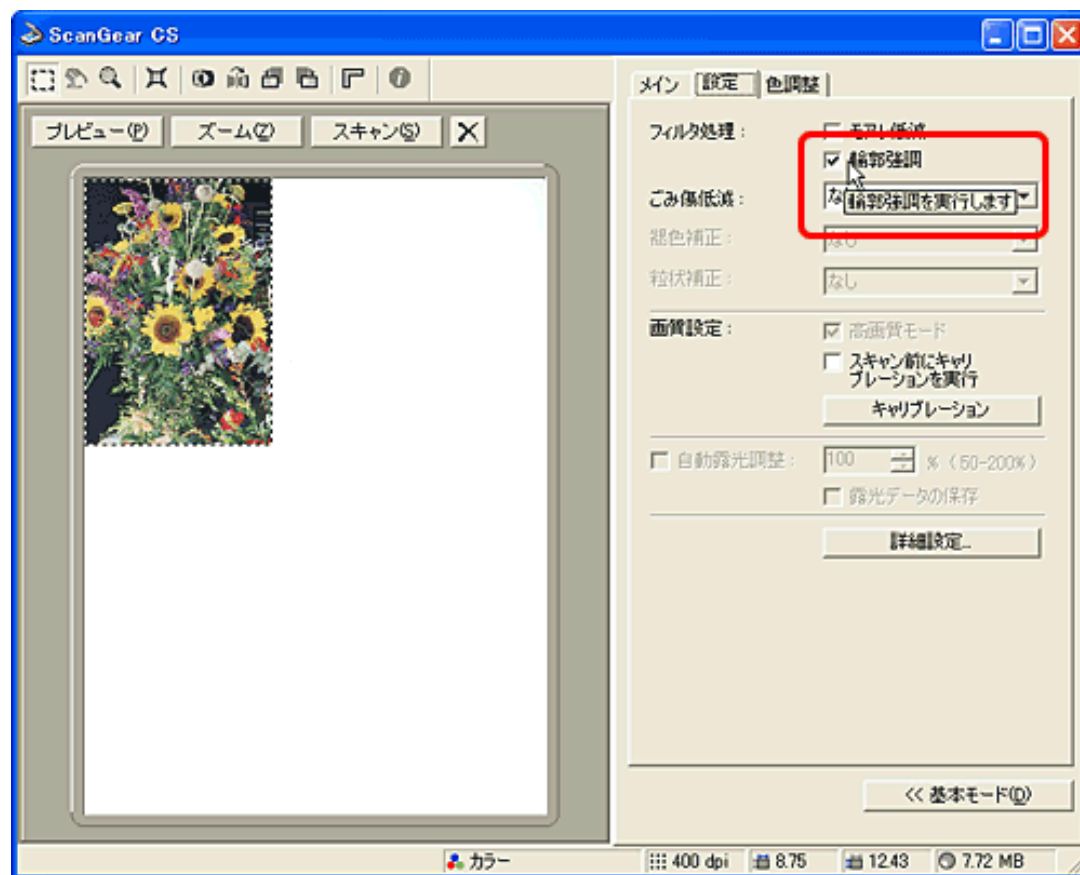 ScanGear CS
メイン 設定 色調整
プレビュー(P) ズーム(Z) スキャン(S)
フィルタ処理: モアレ低減
輪郭強調
ごみ傷低減: な
輪郭強調を実行します
褪色補正: なし
粒状補正: なし
画質設定: 高画質モード
スキャン前にキャリ
ブレーションを実行
キャリブレーション
自動露光調整: 100 % (50-200%)
露光データの保存
詳細設定...
<< 基本モード(D)
カラー 400 dpi 8.75 12.43 7.72 MB